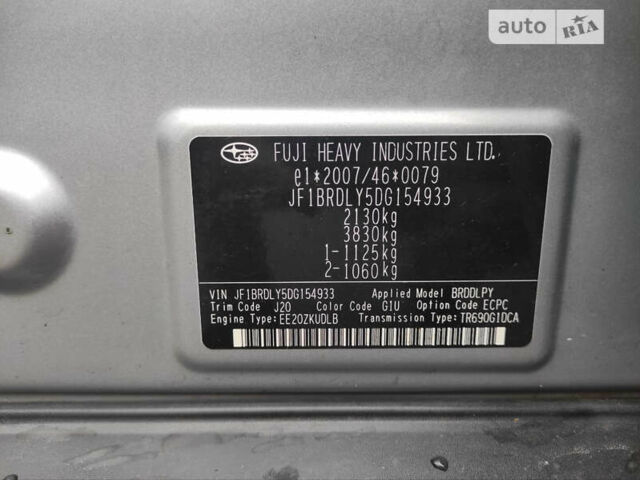 auto RIA
FUJI HEAVY INDUSTRIES LTD.
e1*2007/46*0079
JF1BRDLY5DG154933
2130kg
3830kg
1-1125kg
2-1060kg
VIN JF1BRDLY5DG154933 Applied Model BRDDLPY
Trim Code J20 Color Code G1U Option Code ECPC
Engine Type: EE20ZKUDLB Transmission Type: TR690G1DCA